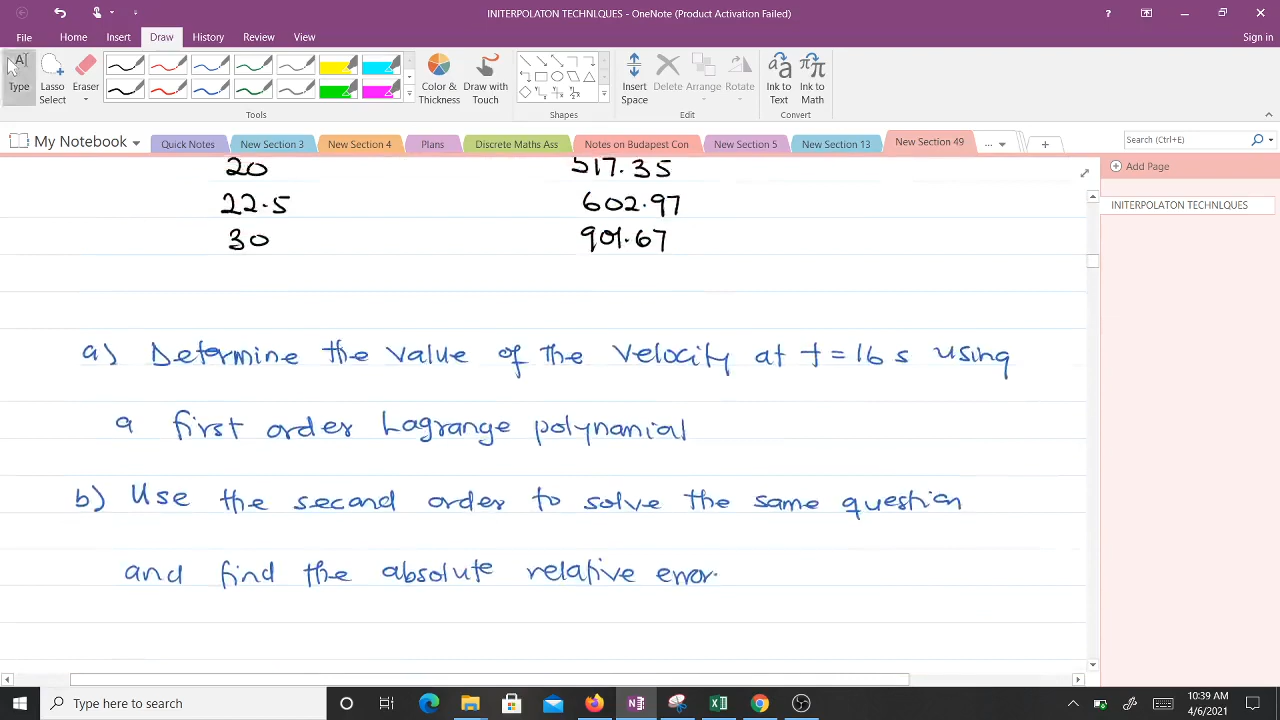 INITERPOLATON TECHNLQUES - OneNote (Product Activation Failed)
Sign in
File Home Insert Draw History Review View
Type
Lasso Select
Eraser
Color & Thickness
Draw with Touch
Insert Space
Delete
Arrange
Rotate
Ink to Text
Ink to Math
Tools
Shapes
Edit
Convert
My Notebook
Quick Notes
New Section 3
New Section 4
Plans
Discrete Maths Ass
Notes on Budapest Con
New Section 5
New Section 13
New Section 49
...
Search (Ctrl+E)
Add Page
INITERPOLATON TECHNLQUES
20 517.35
22.5 602.97
30 901.67
a) Determine the value of the velocity at t = 16 s using
a first order Lagrange polynamial
b) Use the second order to solve the same question
and find the absolute relative error.
Type here to search
10:39 AM
4/6/2021